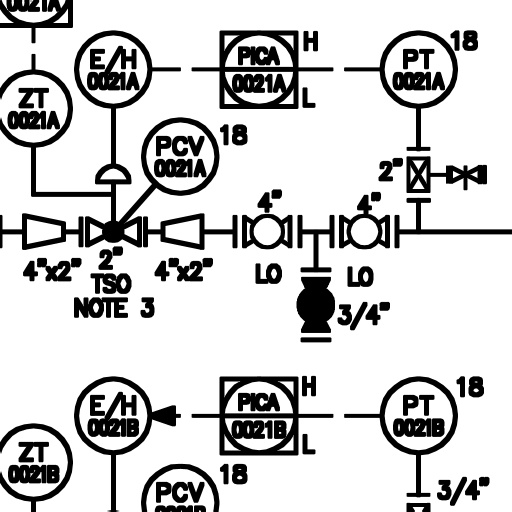 0021A
E/H
0021A
PICA
0021A
H
L
PT
0021A
18
ZT
0021A
PCV
0021A
18
2"
4"
4"
4"x2"
2"
TSO
NOTE 3
4"x2"
LO
LO
3/4"
E/H
0021B
PICA
0021B
H
L
PT
0021B
18
ZT
0021B
PCV
18
3/4"